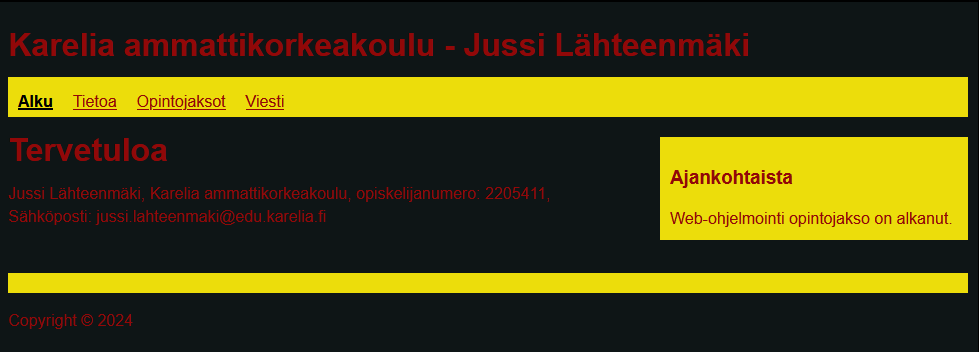 Karelia ammattikorkeakoulu - Jussi Lähteenmäki
Alku Tietoa Opintojaksot Viesti
Tervetuloa
Jussi Lähteenmäki, Karelia ammattikorkeakoulu, opiskelijanumero: 2205411,
Sähköposti: jussi.lahteenmaki@edu.karelia.fi
Ajankohtaista
Web-ohjelmointi opintojakso on alkanut.
Copyright © 2024